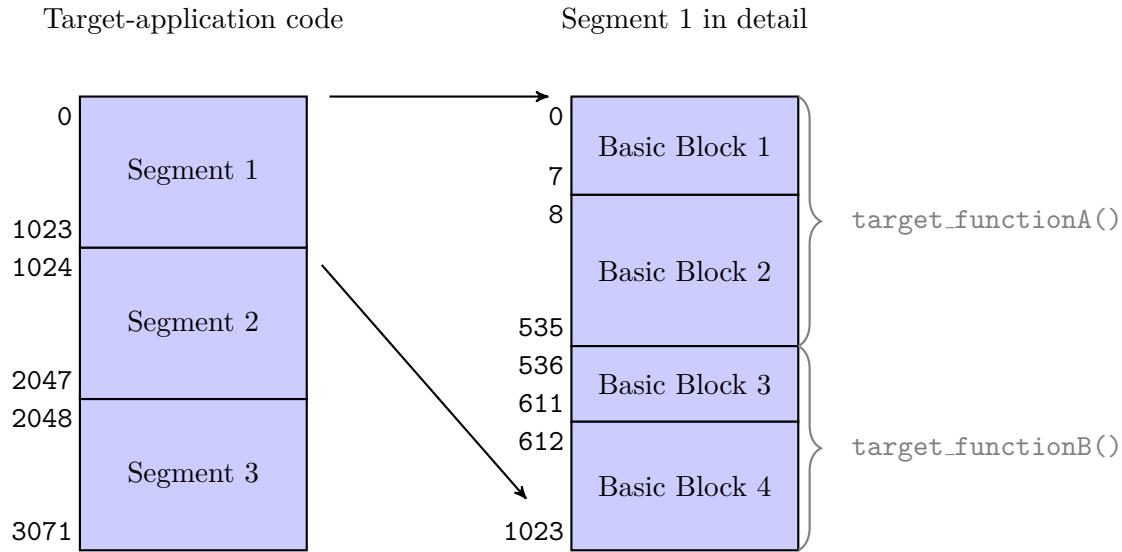 Target-application code
Segment 1 in detail
0
Segment 1
1023
1024
Segment 2
2047
2048
Segment 3
3071
0
Basic Block 1
7
8
Basic Block 2
535
536
Basic Block 3
611
612
Basic Block 4
1023
target_functionA()
target_functionB()